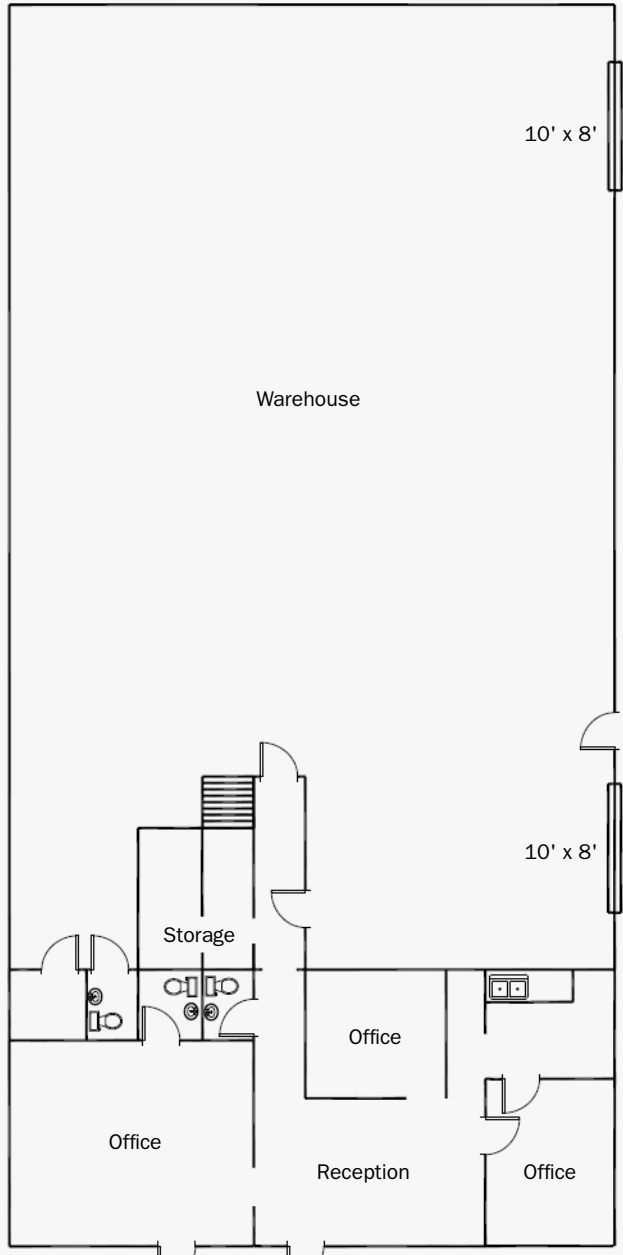 10' x 8'
Warehouse
10' x 8'
Storage
Office
Office
Reception
Office